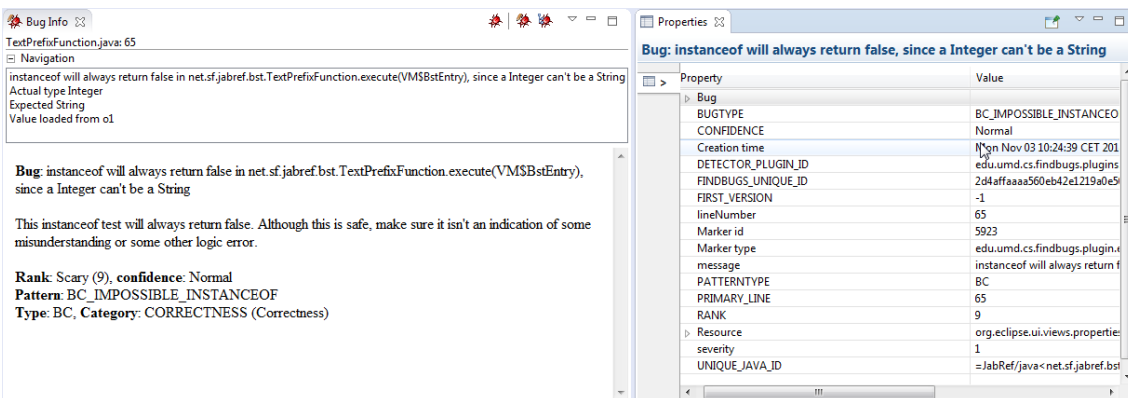 Bug Info
TextPrefixFunction.java: 65
Navigation
instanceof will always return false in net.sf.jabref.bst.TextPrefixFunction.execute(VM$BstEntry), since a Integer can't be a String
Actual type Integer
Expected String
Value loaded from o1
Bug: instanceof will always return false in net.sf.jabref.bst.TextPrefixFunction.execute(VM$BstEntry),
since a Integer can't be a String
This instanceof test will always return false. Although this is safe, make sure it isn't an indication of some
misunderstanding or some other logic error.
Rank: Scary (9), confidence: Normal
Pattern: BC_IMPOSSIBLE_INSTANCEOF
Type: BC, Category: CORRECTNESS (Correctness)
Properties
Bug: instanceof will always return false, since a Integer can't be a String
Property Value
Bug
BUGTYPE BC_IMPOSSIBLE_INSTANCEO
CONFIDENCE Normal
Creation time Mon Nov 03 10:24:39 CET 201
DETECTOR_PLUGIN_ID edu.umd.cs.findbugs.plugins
FINDBUGS_UNIQUE_ID 2d4affaaaa560eb42e1219a0e5
FIRST_VERSION -1
lineNumber 65
Marker id 5923
Marker type edu.umd.cs.findbugs.plugin.e
message instanceof will always return f
PATTERNTYPE BC
PRIMARY_LINE 65
RANK 9
Resource org.eclipse.ui.views.properties
severity 1
UNIQUE_JAVA_ID =JabRef/java<net.sf.jabref.bst